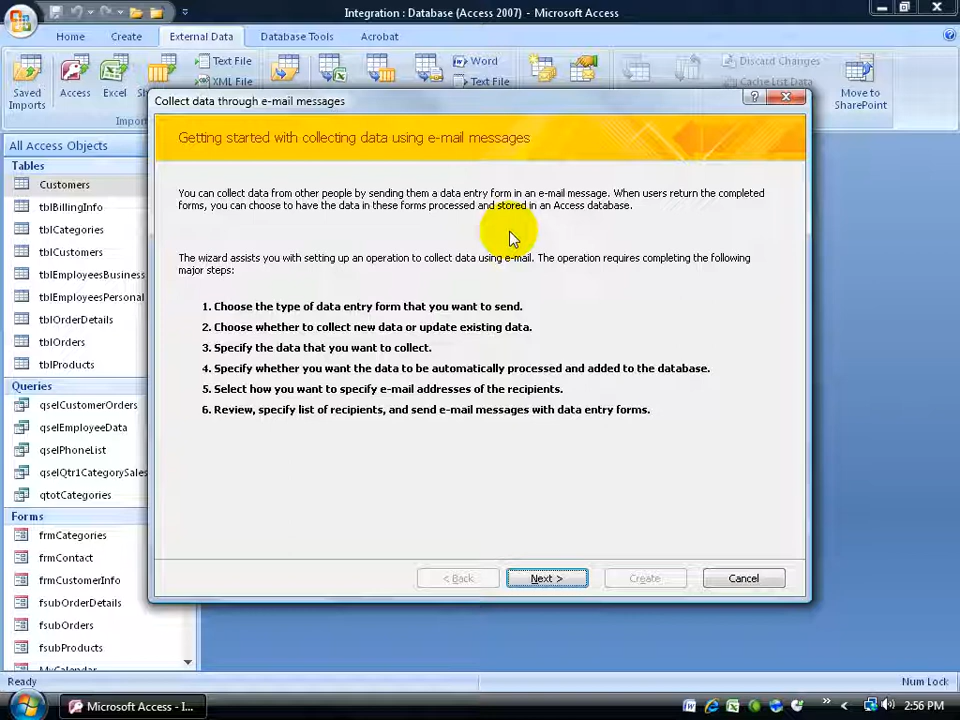 Integration : Database (Access 2007) - Microsoft Access
Home Create External Data Database Tools Acrobat
Saved Imports
Access
Excel
Text File
XML File
Word
Text File
Discard Changes
Cache List Data
Move to SharePoint
Collect data through e-mail messages
Getting started with collecting data using e-mail messages
You can collect data from other people by sending them a data entry form in an e-mail message. When users return the completed
forms, you can choose to have the data in these forms processed and stored in an Access database.
The wizard assists you with setting up an operation to collect data using e-mail. The operation requires completing the following
major steps:
1. Choose the type of data entry form that you want to send.
2. Choose whether to collect new data or update existing data.
3. Specify the data that you want to collect.
4. Specify whether you want the data to be automatically processed and added to the database.
5. Select how you want to specify e-mail addresses of the recipients.
6. Review, specify list of recipients, and send e-mail messages with data entry forms.
< Back Next > Create Cancel
All Access Objects
Tables
Customers
tblBillingInfo
tblCategories
tblCustomers
tblEmployeesBusiness
tblEmployeesPersonal
tblOrderDetails
tblOrders
tblProducts
Queries
qselCustomerOrders
qselEmployeeData
qselPhoneList
qselQtr1CategorySales
qtotCategories
Forms
frmCategories
frmContact
frmCustomerInfo
fsubOrderDetails
fsubOrders
fsubProducts
MyCalendar
Ready Num Lock
Microsoft Access - I... 2:56 PM